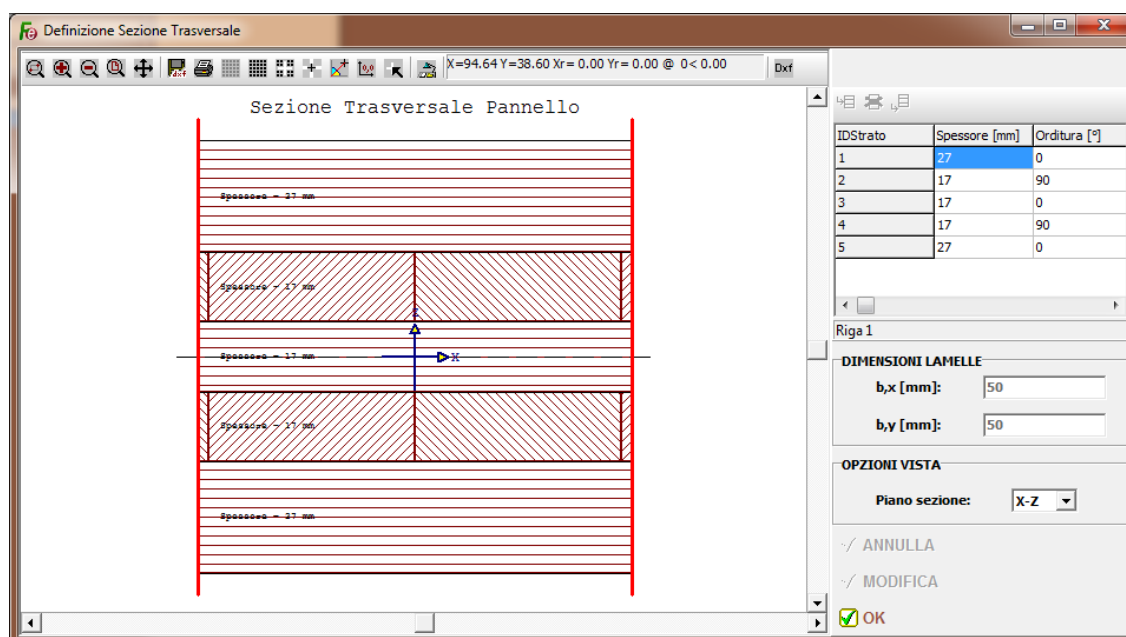 Definizione Sezione Trasversale
X=94.64 Y=38.60 Xr= 0.00 Yr= 0.00 @ 0< 0.00
Dxf
Sezione Trasversale Pannello
Spessore - 27 mm
Spessore - 17 mm
Z
Spessore - 17 mm
X
Spessore - 17 mm
Spessore - 27 mm
IDStrato Spessore [mm] Orditura [°]
1 27 0
2 17 90
3 17 0
4 17 90
5 27 0
Riga 1
DIMENSIONI LAMELLE
b,x [mm]: 50
b,y [mm]: 50
OPZIONI VISTA
Piano sezione: X-Z
ANNULLA
MODIFICA
OK